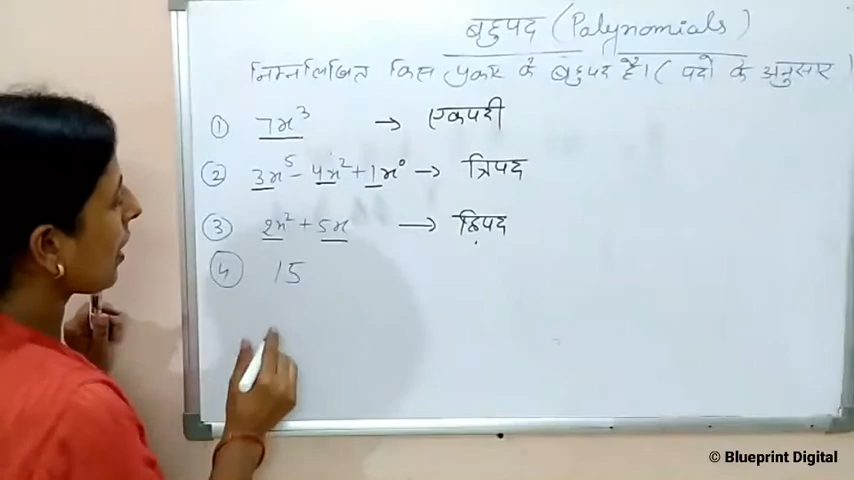 बहुपद (Polynomials)
निम्नलिखित किस प्रकार के बहुपद है। (पदों के अनुसार)
① 7x³ → एकपदी
② 3x⁵ - 4x² + 1x⁰ → त्रिपद
③ 2x² + 5x → द्विपद
④ 15
© Blueprint Digital